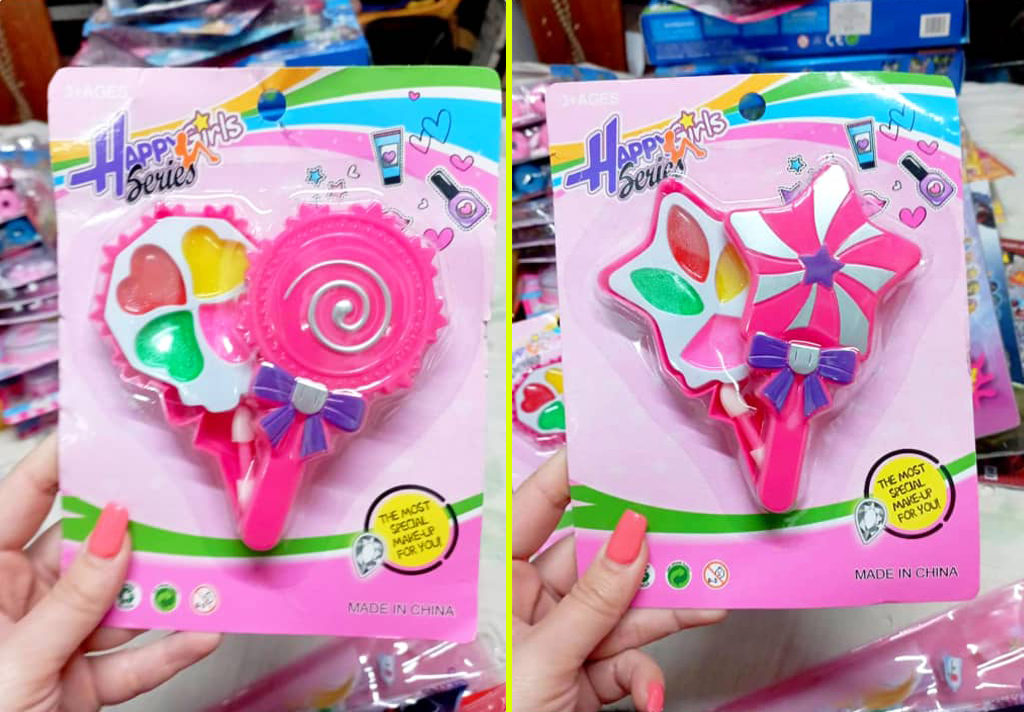 3+AGES
HAPPY Girls
Series
THE MOST
SPECIAL
MAKE-UP
FOR YOU!
MADE IN CHINA
3+AGES
HAPPY Girls
Series
THE MOST
SPECIAL
MAKE-UP
FOR YOU!
MADE IN CHINA